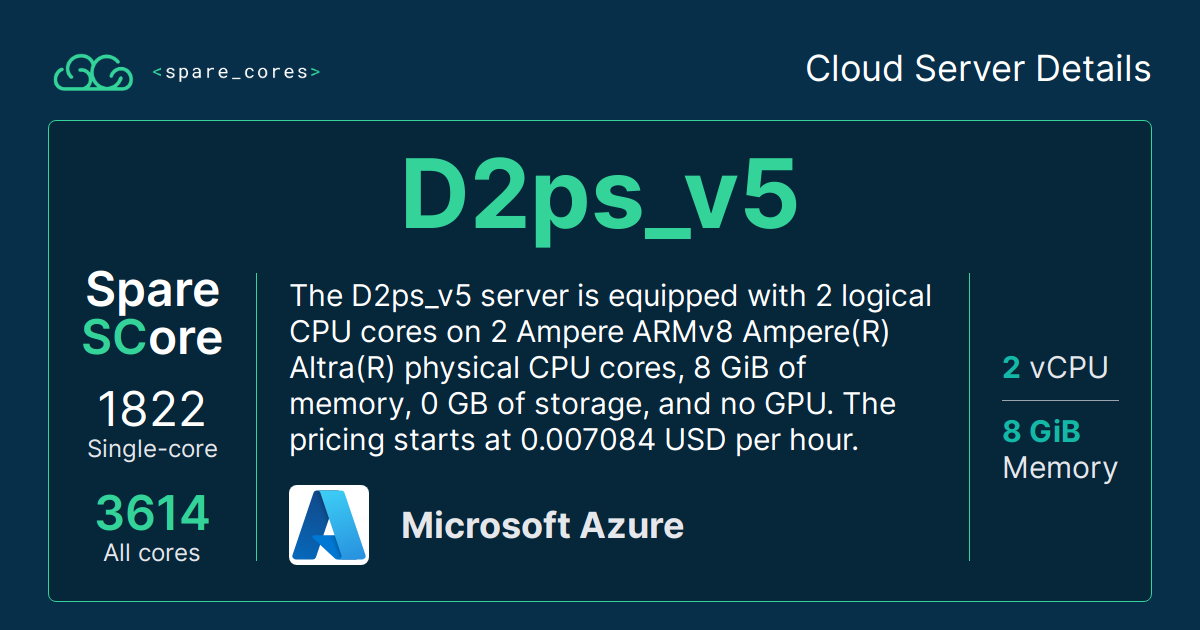 <spare_cores>
Cloud Server Details
D2ps_v5
Spare
SCore
1822
Single-core
3614
All cores
The D2ps_v5 server is equipped with 2 logical
CPU cores on 2 Ampere ARMv8 Ampere(R)
Altra(R) physical CPU cores, 8 GiB of
memory, 0 GB of storage, and no GPU. The
pricing starts at 0.007084 USD per hour.
Microsoft Azure
2 vCPU
8 GiB
Memory